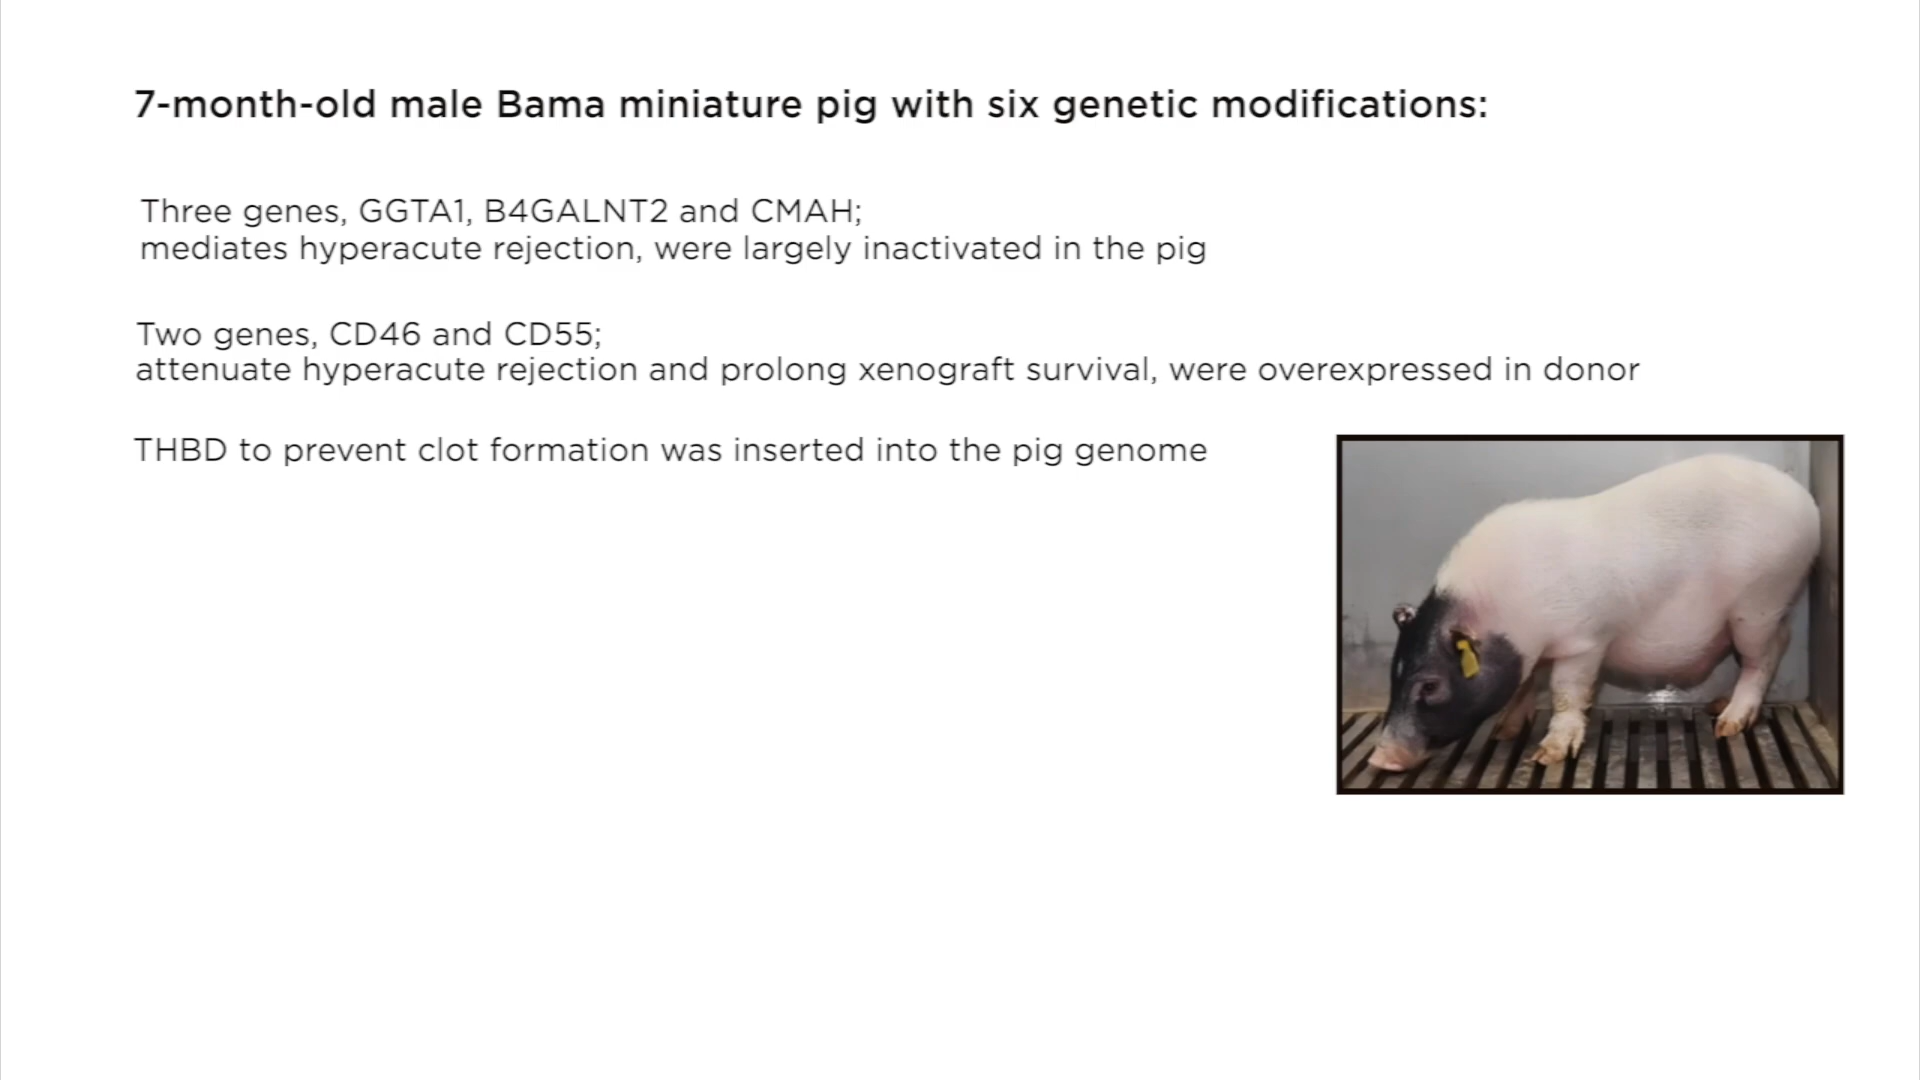 7-month-old male Bama miniature pig with six genetic modifications:
Three genes, GGTA1, B4GALNT2 and CMAH;
mediates hyperacute rejection, were largely inactivated in the pig
Two genes, CD46 and CD55;
attenuate hyperacute rejection and prolong xenograft survival, were overexpressed in donor
THBD to prevent clot formation was inserted into the pig genome